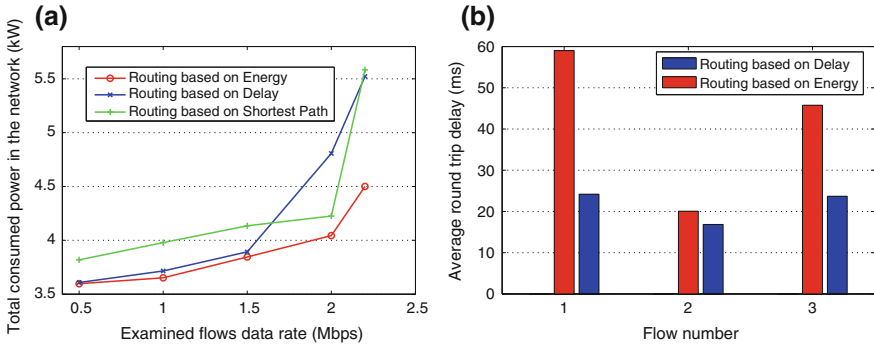 (a)
Total consumed power in the network (kW)
5.5
5
4.5
4
3.5
Routing based on Energy
Routing based on Delay
Routing based on Shortest Path
0.5 1 1.5 2 2.5
Examined flows data rate (Mbps)
(b)
Average round trip delay (ms)
60
50
40
30
20
10
0
Routing based on Delay
Routing based on Energy
1 2 3
Flow number